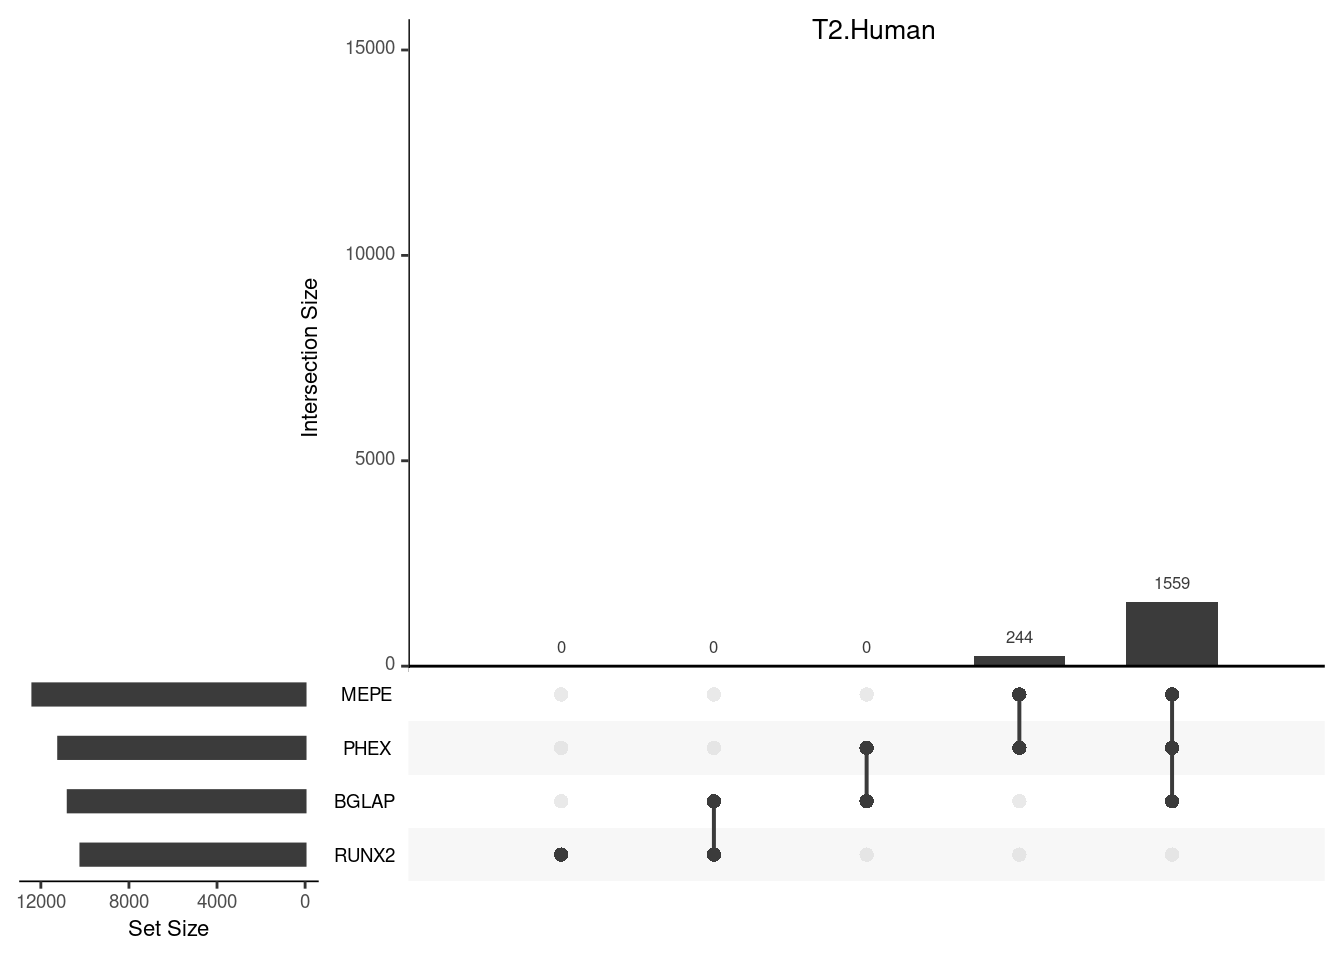 T2.Human
15000
10000
5000
0
Intersection Size
0
0
0
244
1559
MEPE
PHEX
BGLAP
RUNX2
12000 8000 4000 0
Set Size